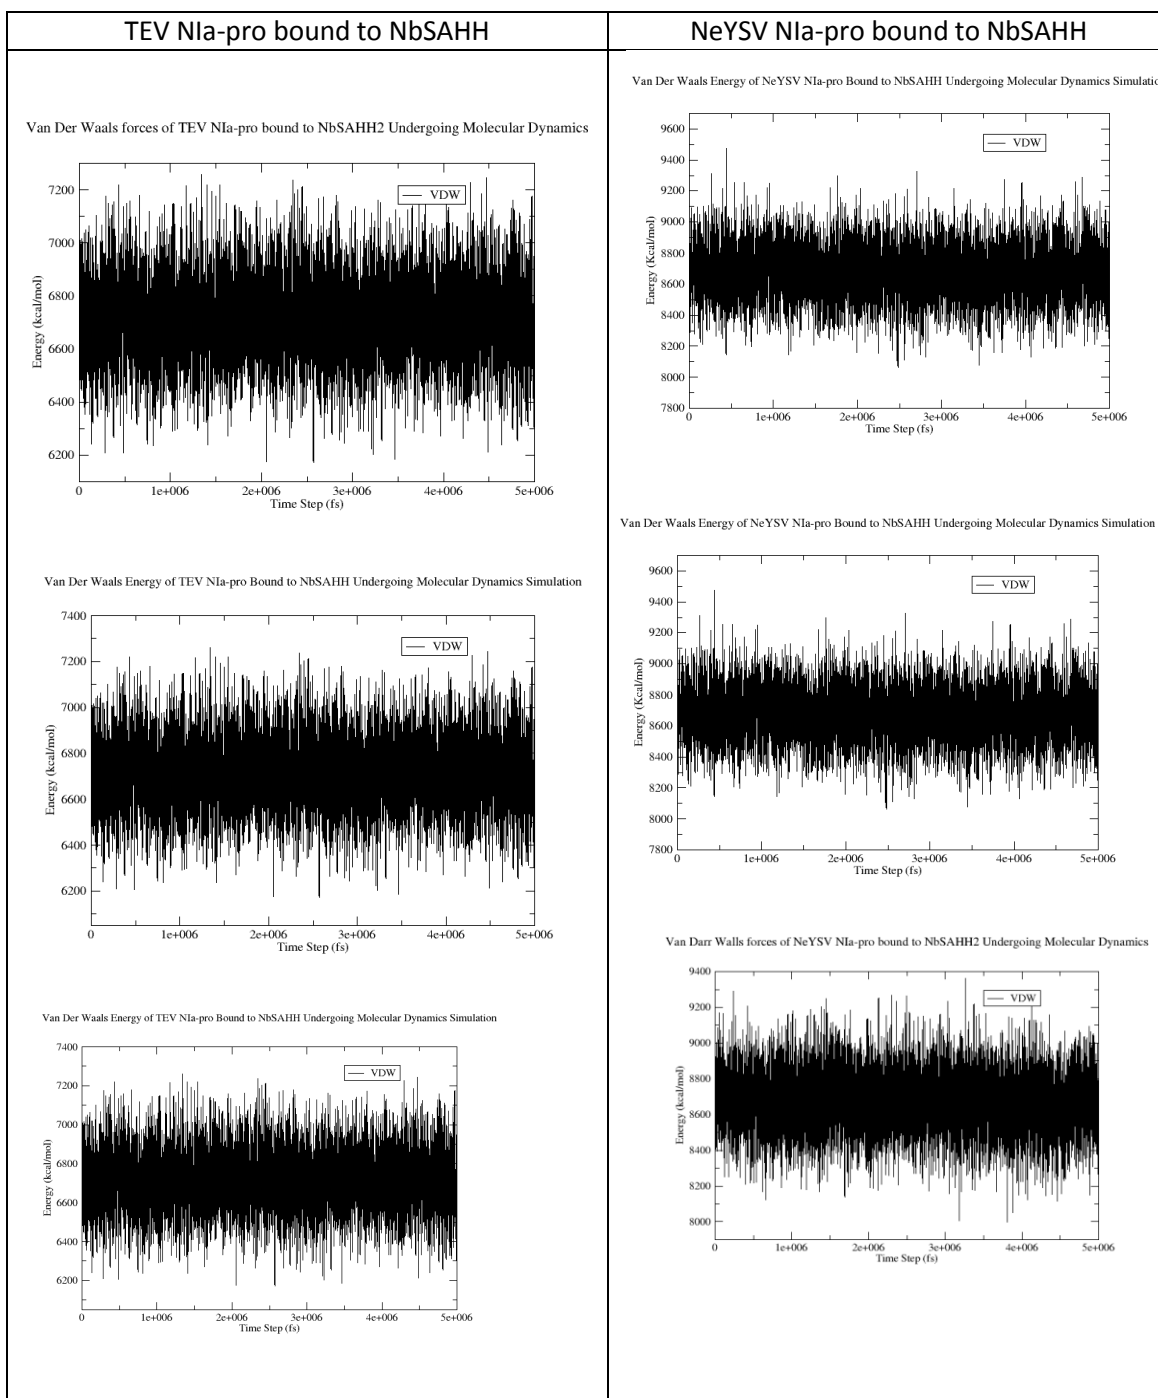 TEV NIa-pro bound to NbSAHH
NeYSV NIa-pro bound to NbSAHH
Van Der Waals forces of TEV NIa-pro bound to NbSAHH2 Undergoing Molecular Dynamics
7200
7000
6800
6600
6400
6200
Energy (kcal/mol)
VDW
0 1e+006 2e+006 3e+006 4e+006 5e+006
Time Step (fs)
Van Der Waals Energy of TEV NIa-pro Bound to NbSAHH Undergoing Molecular Dynamics Simulation
7400
7200
7000
6800
6600
6400
6200
Energy (kcal/mol)
VDW
0 1e+006 2e+006 3e+006 4e+006 5e+006
Time Step (fs)
Van Der Waals Energy of TEV NIa-pro Bound to NbSAHH Undergoing Molecular Dynamics Simulation
7400
7200
7000
6800
6600
6400
6200
Energy (kcal/mol)
VDW
0 1e+006 2e+006 3e+006 4e+006 5e+006
Time Step (fs)
Van Der Waals Energy of NeYSV NIa-pro Bound to NbSAHH Undergoing Molecular Dynamics Simulatio
9600
9400
9200
9000
8800
8600
8400
8200
8000
7800
Energy (Kcal/mol)
VDW
0 1e+006 2e+006 3e+006 4e+006 5e+006
Time Step (fs)
Van Der Waals Energy of NeYSV NIa-pro Bound to NbSAHH Undergoing Molecular Dynamics Simulation
9600
9400
9200
9000
8800
8600
8400
8200
8000
7800
Energy (Kcal/mol)
VDW
0 1e+006 2e+006 3e+006 4e+006 5e+006
Time Step (fs)
Van Darr Walls forces of NeYSV NIa-pro bound to NbSAHH2 Undergoing Molecular Dynamics
9400
9200
9000
8800
8600
8400
8200
8000
Energy (kcal/mol)
VDW
0 1e+006 2e+006 3e+006 4e+006 5e+006
Time Step (fs)